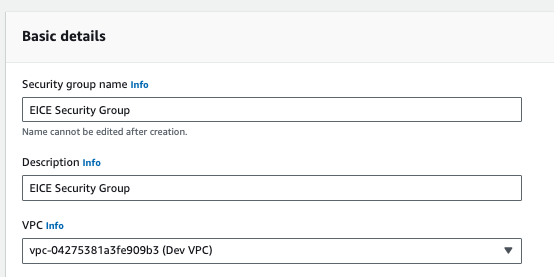 Basic details
Security group name Info
EICE Security Group
Name cannot be edited after creation.
Description Info
EICE Security Group
VPC Info
vpc-04275381a3fe909b3 (Dev VPC)